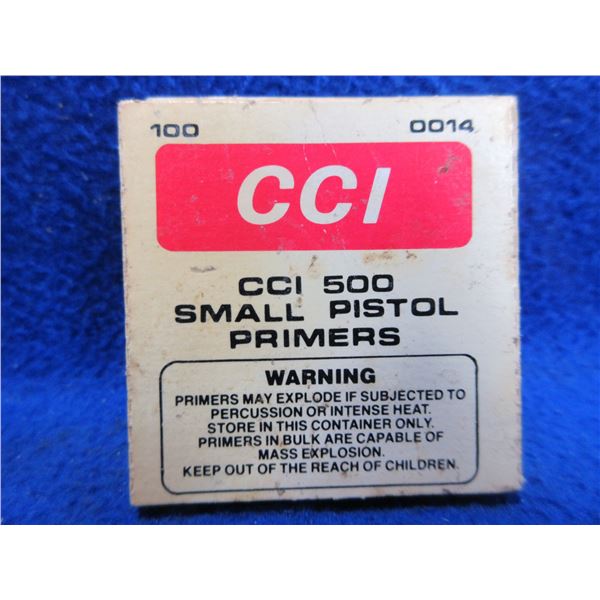 100 0014
CCI
CCI 500
SMALL PISTOL
PRIMERS
WARNING
PRIMERS MAY EXPLODE IF SUBJECTED TO
PERCUSSION OR INTENSE HEAT.
STORE IN THIS CONTAINER ONLY.
PRIMERS IN BULK ARE CAPABLE OF
MASS EXPLOSION.
KEEP OUT OF THE REACH OF CHILDREN.